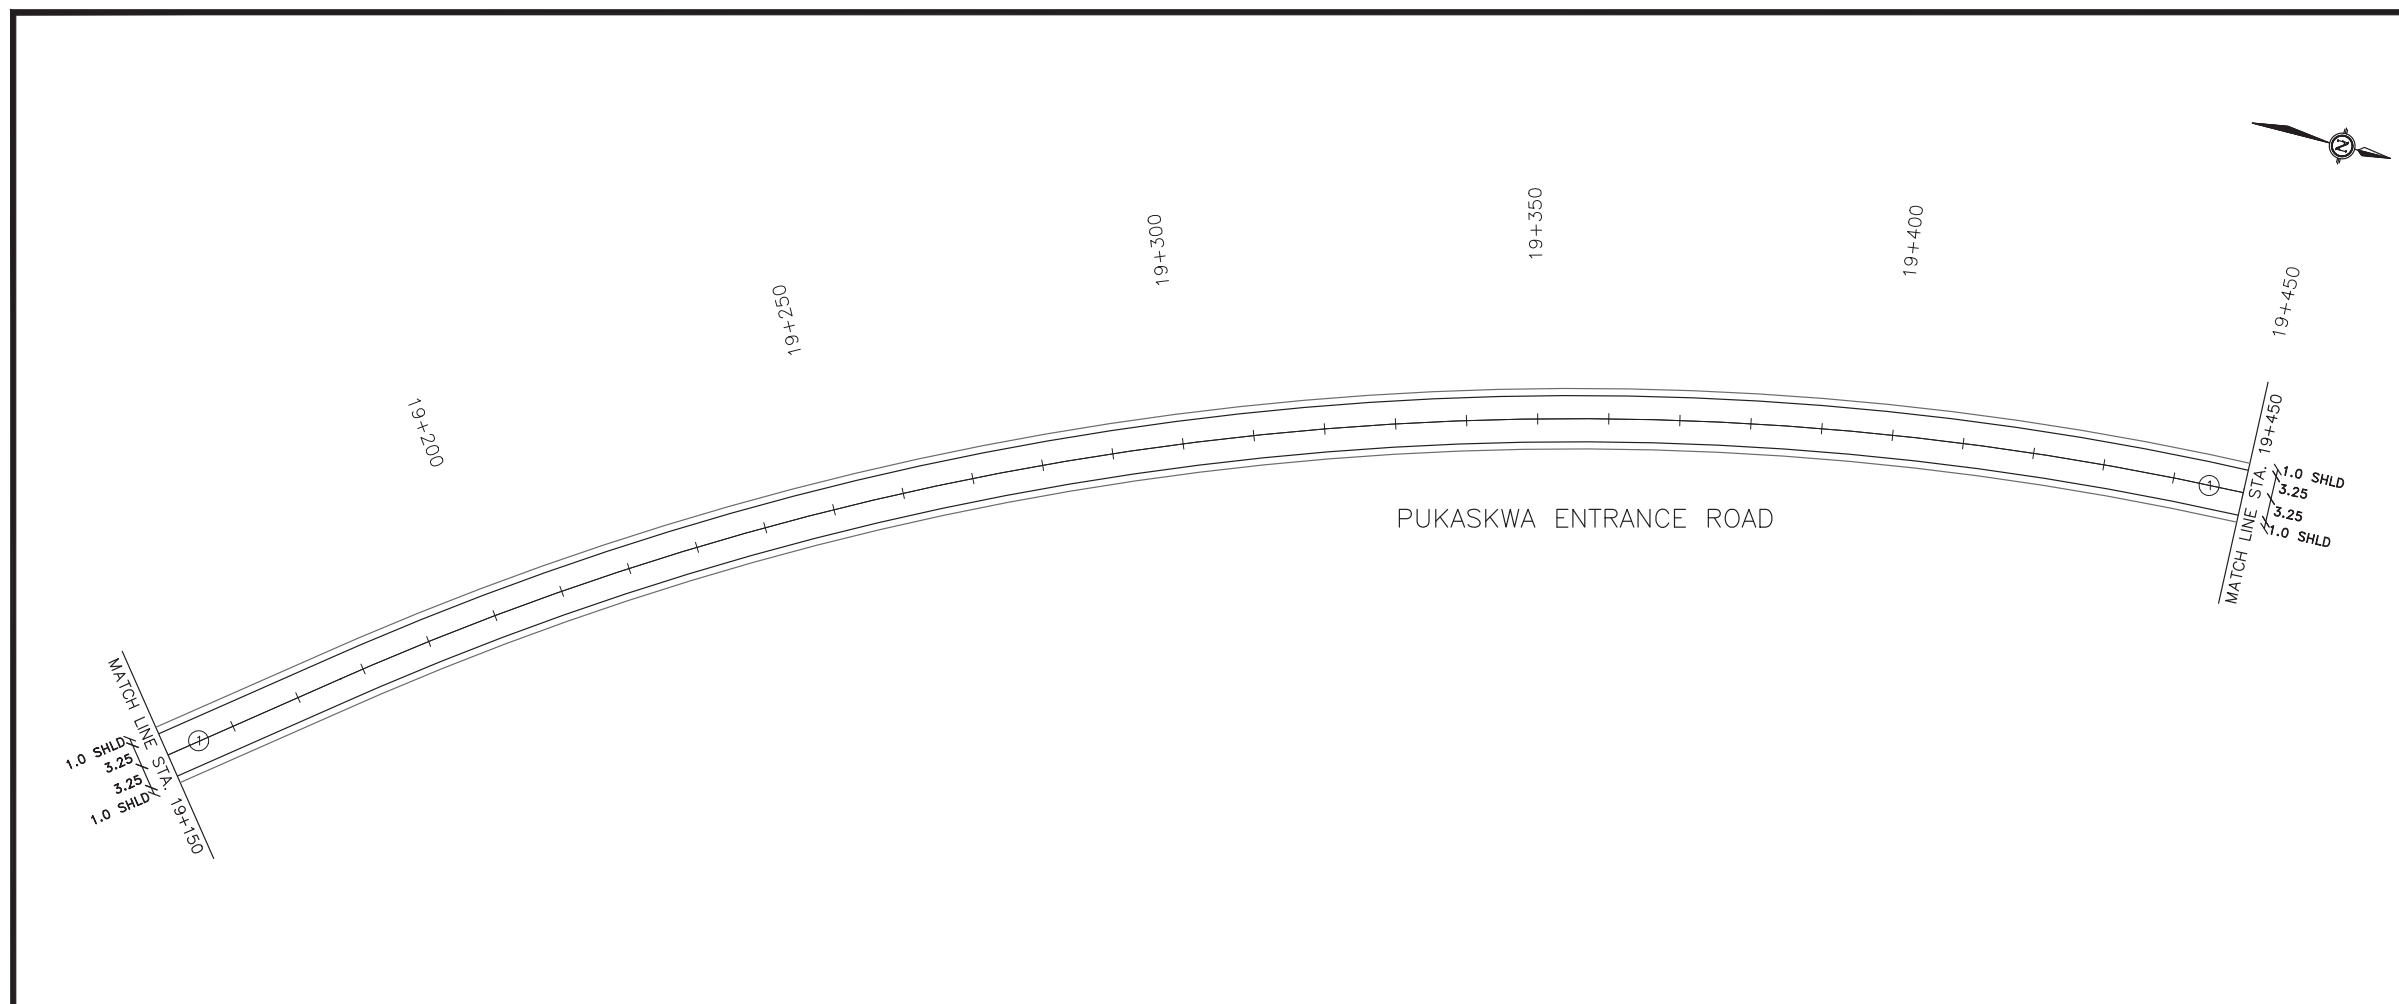 N
19+350
19+400
19+300
19+450
19+250
19+200
MATCH LINE STA. 19+450
1.0 SHLD
3.25
3.25
1.0 SHLD
1
PUKASKWA ENTRANCE ROAD
MATCH LINE STA. 19+150
1
1.0 SHLD
3.25
3.25
1.0 SHLD